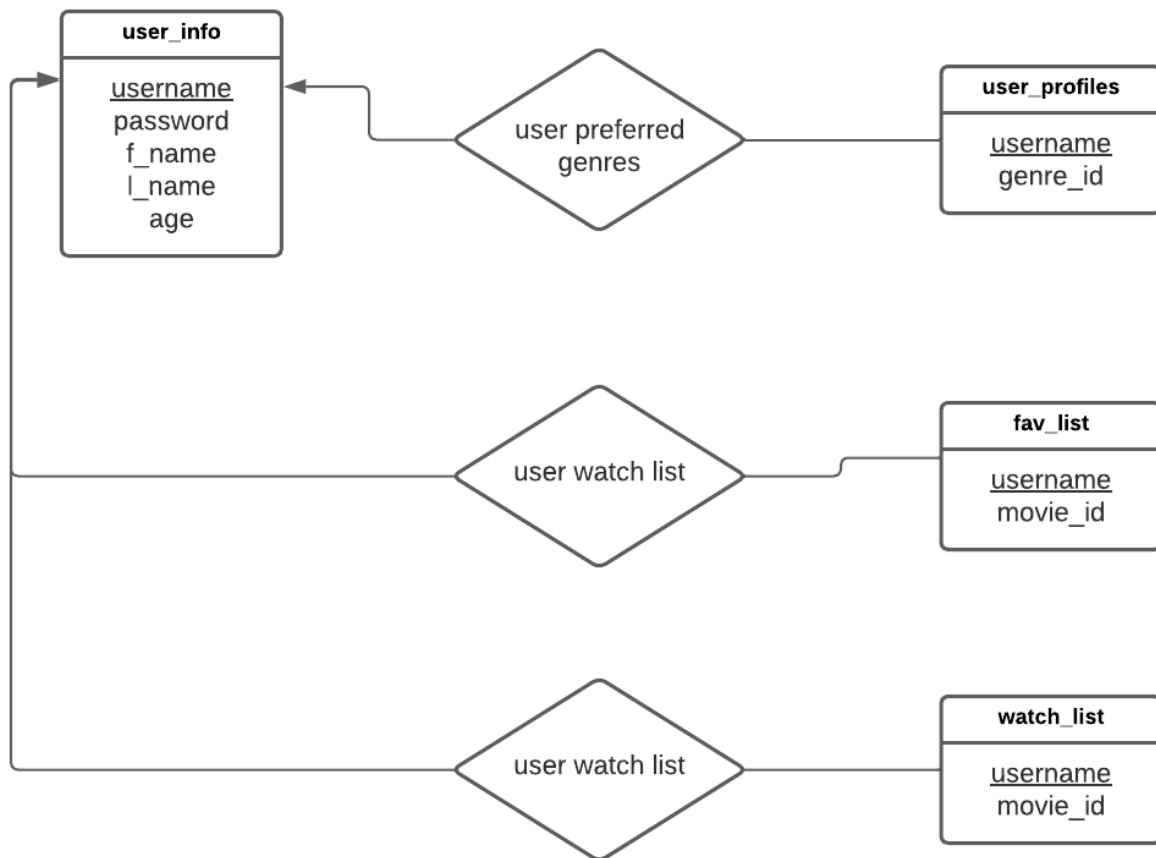 user_info
username
password
f_name
l_name
age
user preferred
genres
user_profiles
username
genre_id
user watch list
fav_list
username
movie_id
user watch list
watch_list
username
movie_id